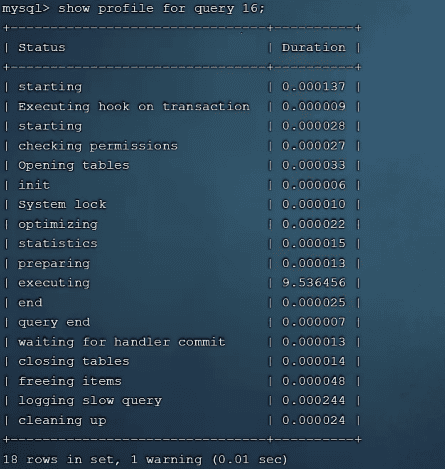 mysql> show profile for query 16;
+--------------------------------+----------+
| Status                         | Duration |
+--------------------------------+----------+
| starting                       | 0.000137 |
| Executing hook on transaction  | 0.000009 |
| starting                       | 0.000028 |
| checking permissions           | 0.000027 |
| Opening tables                 | 0.000033 |
| init                           | 0.000006 |
| System lock                    | 0.000010 |
| optimizing                     | 0.000022 |
| statistics                     | 0.000015 |
| preparing                      | 0.000013 |
| executing                      | 9.536456 |
| end                            | 0.000025 |
| query end                      | 0.000007 |
| waiting for handler commit     | 0.000013 |
| closing tables                 | 0.000014 |
| freeing items                  | 0.000048 |
| logging slow query             | 0.000244 |
| cleaning up                    | 0.000024 |
+--------------------------------+----------+
18 rows in set, 1 warning (0.01 sec)